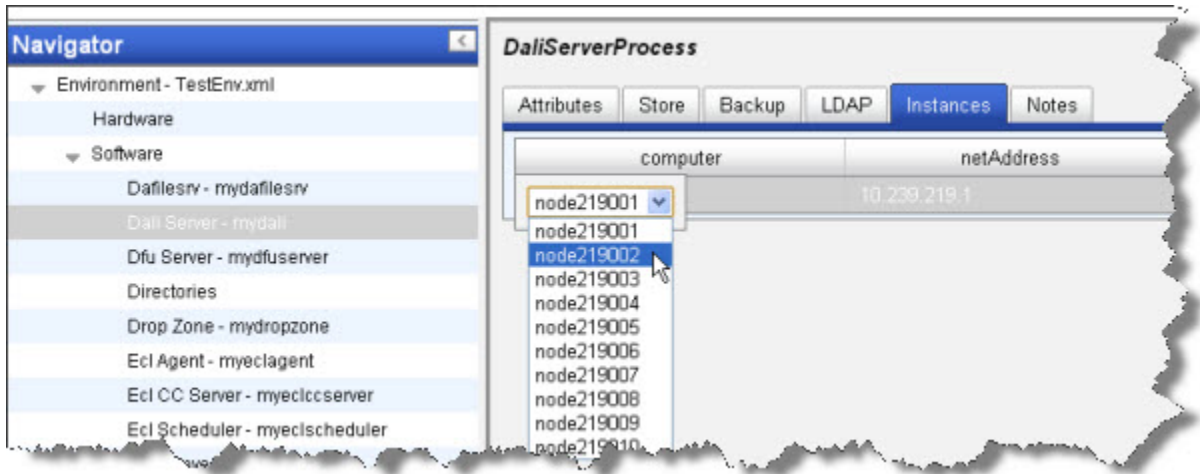 Navigator
Environment - TestEnv.xml
Hardware
Software
Dafilesrv - mydafilesrv
Dali Server - mydali
Dfu Server - mydfuserver
Directories
Drop Zone - mydropzone
Ecl Agent - myeclagent
Ecl CC Server - myeclccserver
Ecl Scheduler - myeclscheduler
DaliServerProcess
Attributes Store Backup LDAP Instances Notes
computer netAddress
node219001 10.239.219.1
node219001
node219002
node219003
node219004
node219005
node219006
node219007
node219008
node219009
node219010